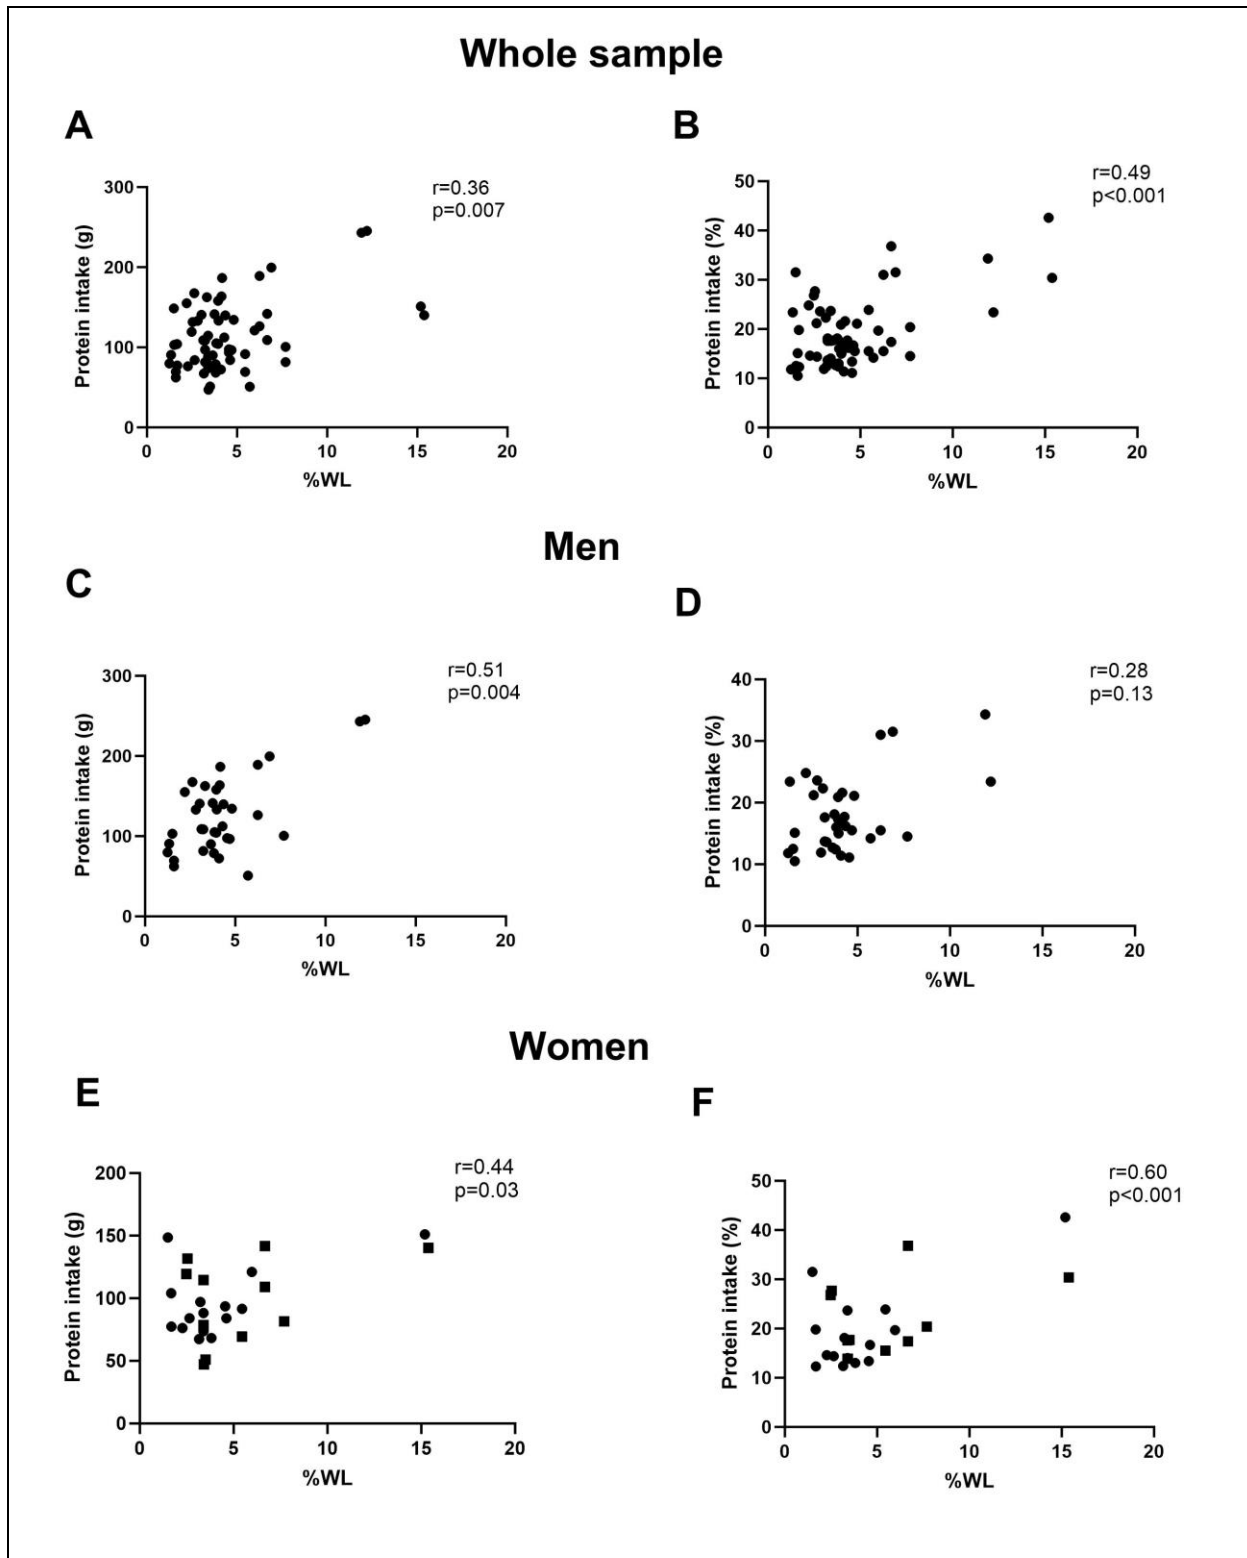 Whole sample
A
r=0.36
p=0.007
300
200
100
0
Protein intake (g)
0 5 10 15 20
%WL
B
r=0.49
p<0.001
50
40
30
20
10
0
Protein intake (%)
0 5 10 15 20
%WL
Men
C
r=0.51
p=0.004
300
200
100
0
Protein intake (g)
0 5 10 15 20
%WL
D
r=0.28
p=0.13
40
30
20
10
0
Protein intake (%)
0 5 10 15 20
%WL
Women
E
r=0.44
p=0.03
200
150
100
50
0
Protein intake (g)
0 5 10 15 20
%WL
F
r=0.60
p<0.001
50
40
30
20
10
0
Protein intake (%)
0 5 10 15 20
%WL